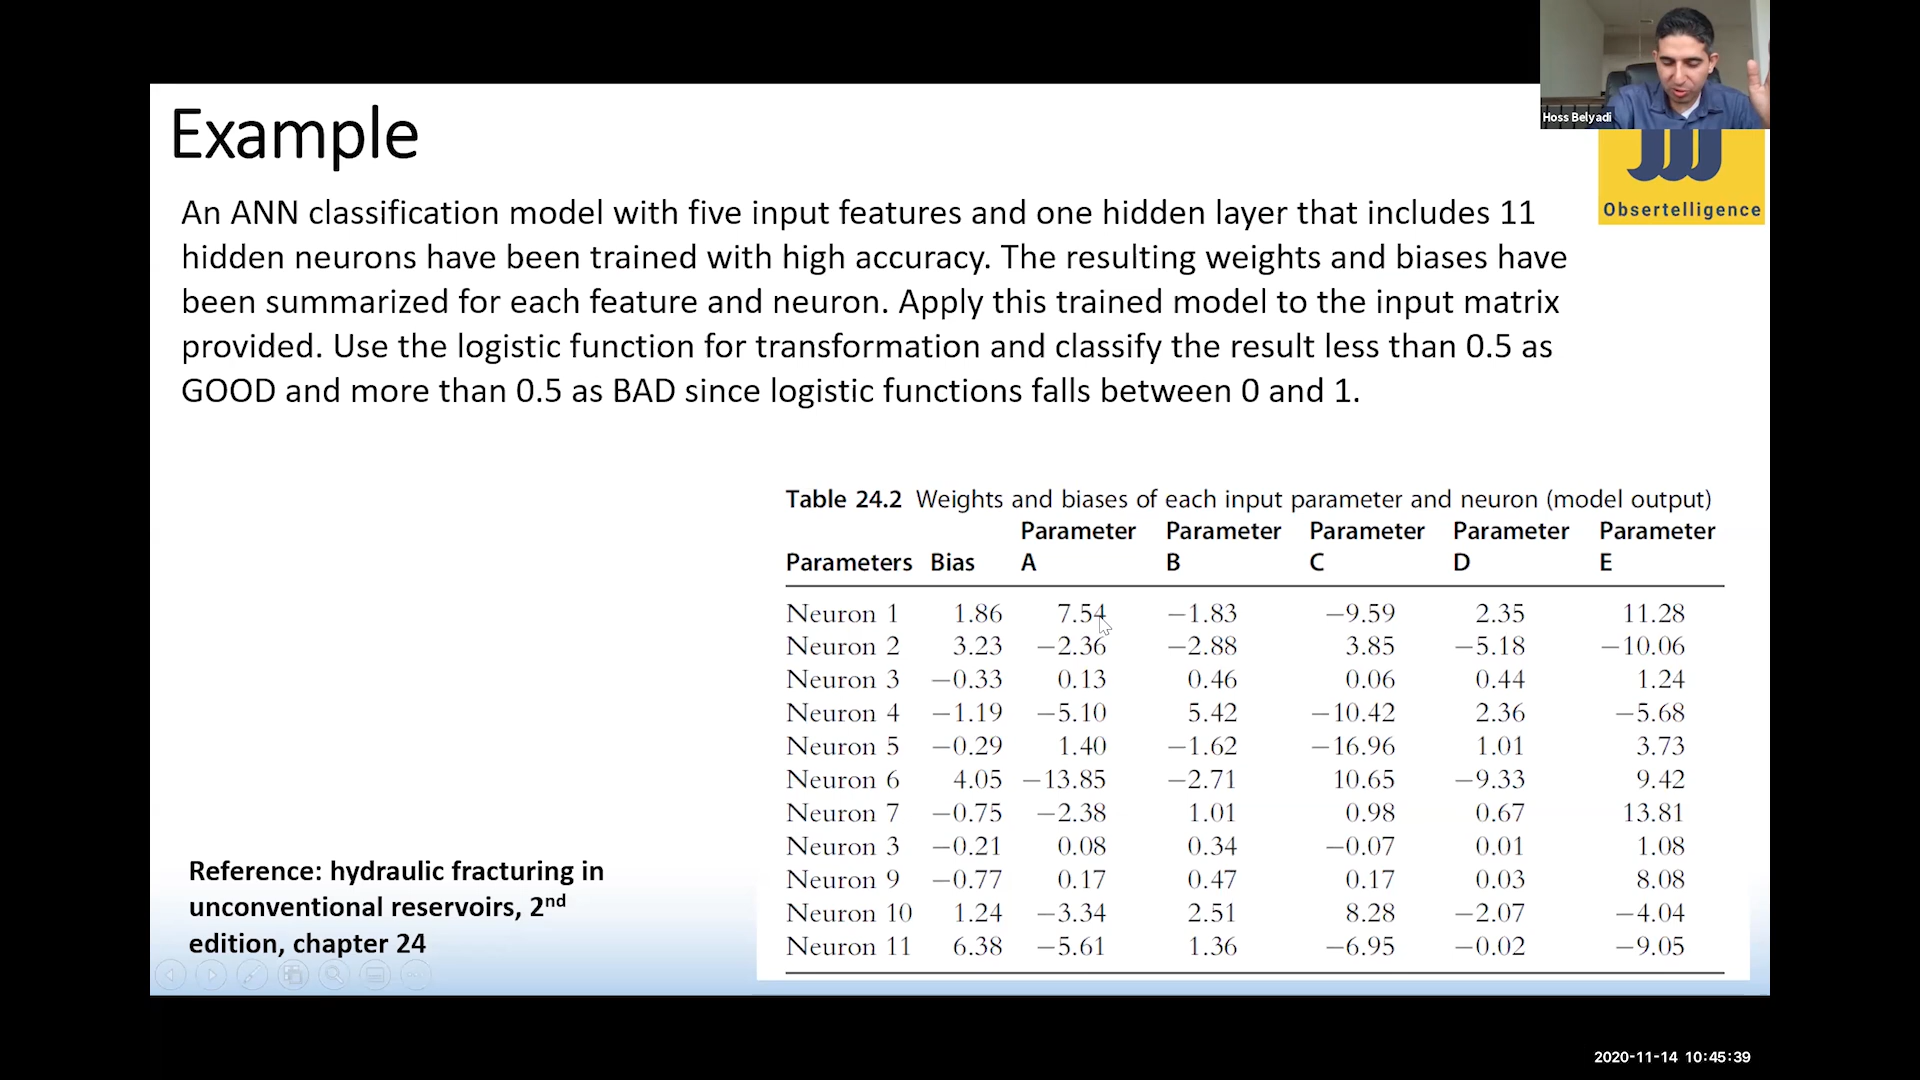 Hoss Belyadi
Obsertelligence
Example
An ANN classification model with five input features and one hidden layer that includes 11
hidden neurons have been trained with high accuracy. The resulting weights and biases have
been summarized for each feature and neuron. Apply this trained model to the input matrix
provided. Use the logistic function for transformation and classify the result less than 0.5 as
GOOD and more than 0.5 as BAD since logistic functions falls between 0 and 1.
Table 24.2 Weights and biases of each input parameter and neuron (model output)
Parameter Parameter Parameter Parameter Parameter
Parameters Bias A B C D E
Neuron 1 1.86 7.54 −1.83 −9.59 2.35 11.28
Neuron 2 3.23 −2.36 −2.88 3.85 −5.18 −10.06
Neuron 3 −0.33 0.13 0.46 0.06 0.44 1.24
Neuron 4 −1.19 −5.10 5.42 −10.42 2.36 −5.68
Neuron 5 −0.29 1.40 −1.62 −16.96 1.01 3.73
Neuron 6 4.05 −13.85 −2.71 10.65 −9.33 9.42
Neuron 7 −0.75 −2.38 1.01 0.98 0.67 13.81
Neuron 3 −0.21 0.08 0.34 −0.07 0.01 1.08
Neuron 9 −0.77 0.17 0.47 0.17 0.03 8.08
Neuron 10 1.24 −3.34 2.51 8.28 −2.07 −4.04
Neuron 11 6.38 −5.61 1.36 −6.95 −0.02 −9.05
Reference: hydraulic fracturing in
unconventional reservoirs, 2nd
edition, chapter 24
2020-11-14 10:45:39